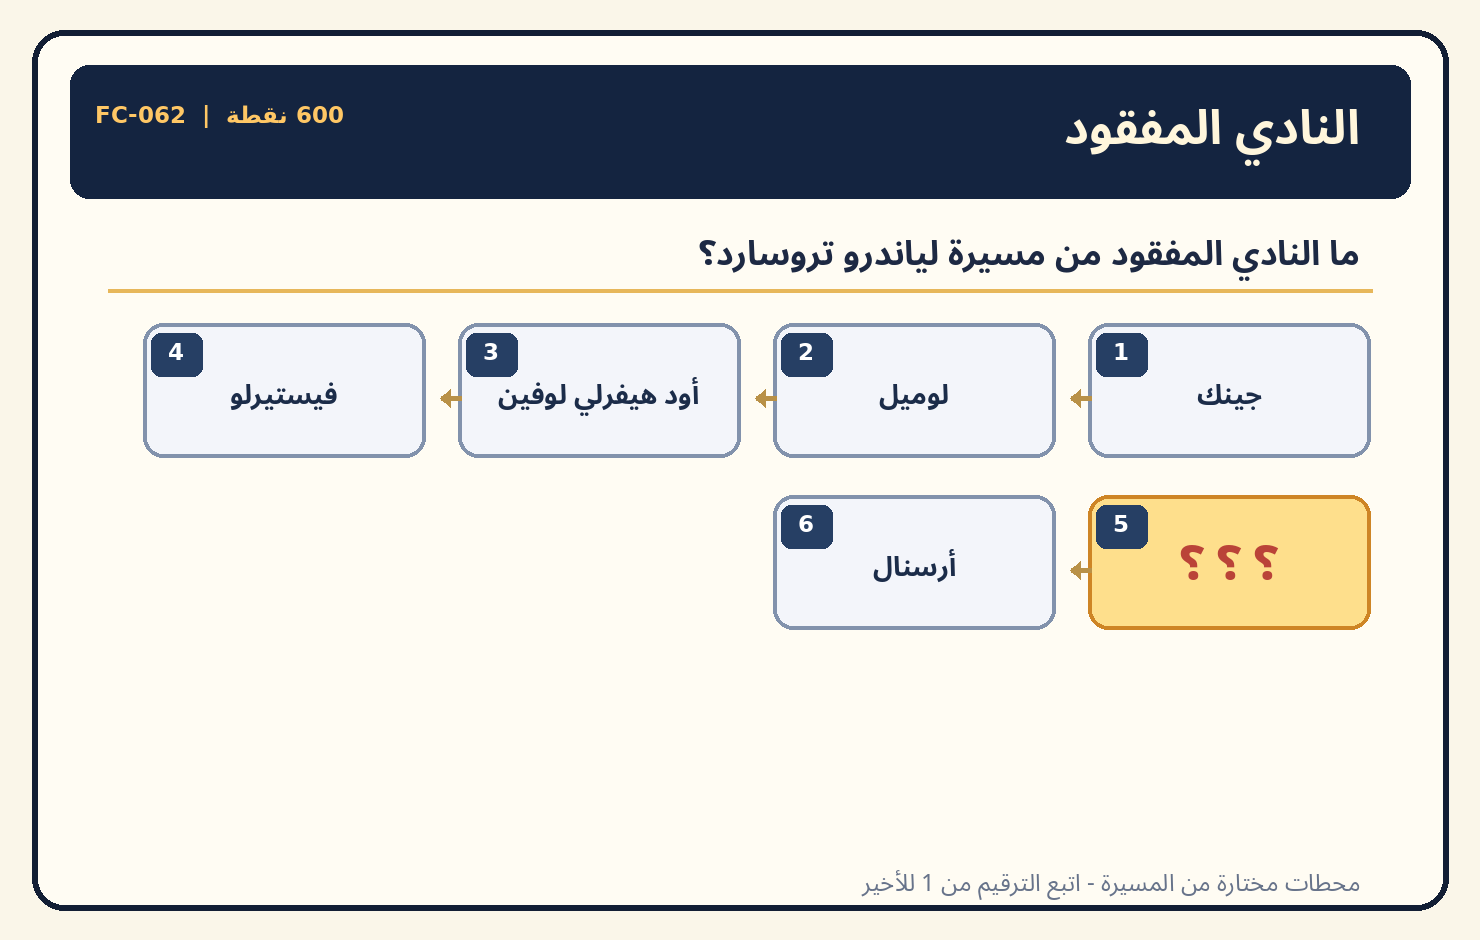 النادي المفقود
600 نقطة | FC-062
ما النادي المفقود من مسيرة لياندرو تروسارد؟
1
جينك
2
لوميل
3
أود هيفرلي لوفين
4
فيستيرلو
5
؟؟؟
6
أرسنال
محطات مختارة من المسيرة - اتبع الترقيم من 1 للأخير